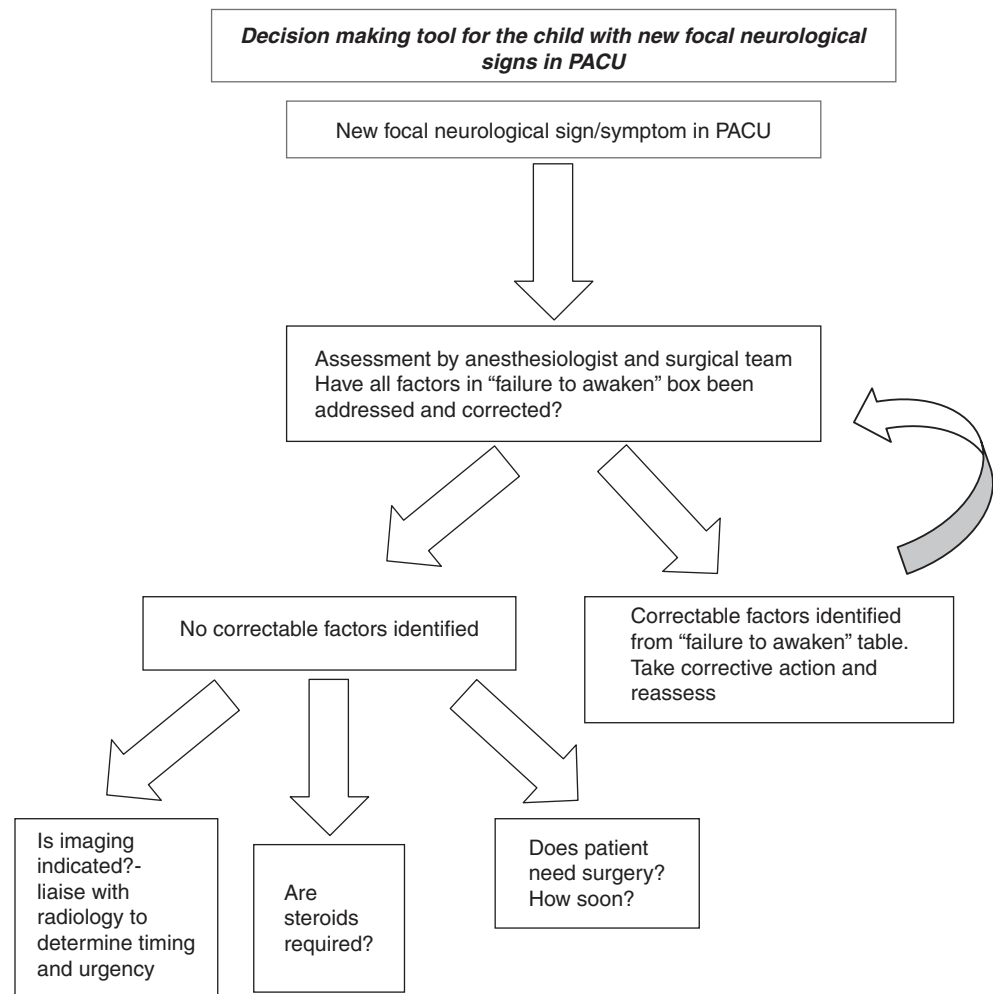 Decision making tool for the child with new focal neurological
signs in PACU
New focal neurological sign/symptom in PACU
Assessment by anesthesiologist and surgical team
Have all factors in “failure to awaken” box been
addressed and corrected?
No correctable factors identified
Correctable factors identified
from “failure to awaken” table.
Take corrective action and
reassess
Is imaging
indicated?-
liaise with
radiology to
determine timing
and urgency
Are
steroids
required?
Does patient
need surgery?
How soon?